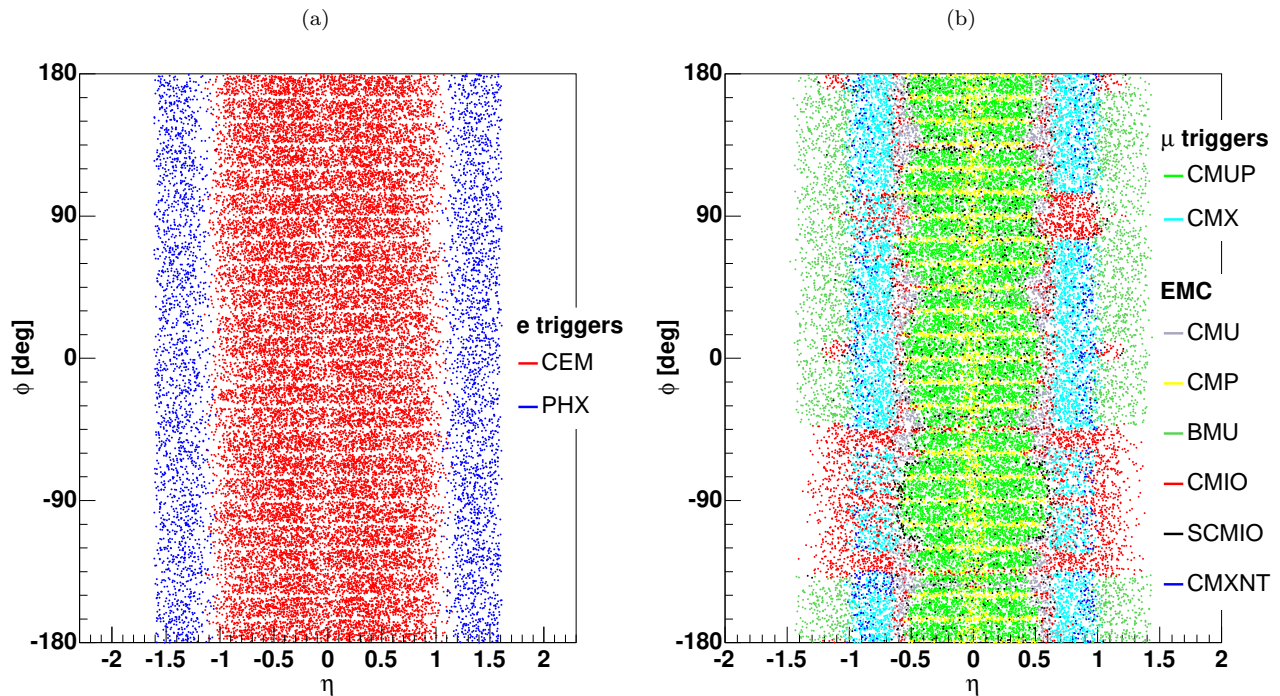 (a)
180
90
0
-90
-180
ϕ [deg]
-2 -1.5 -1 -0.5 0 0.5 1 1.5 2
η
e triggers
CEM
PHX
(b)
180
90
0
-90
-180
ϕ [deg]
-2 -1.5 -1 -0.5 0 0.5 1 1.5 2
η
μ triggers
CMUP
CMX
EMC
CMU
CMP
BMU
CMIO
SCMIO
CMXNT